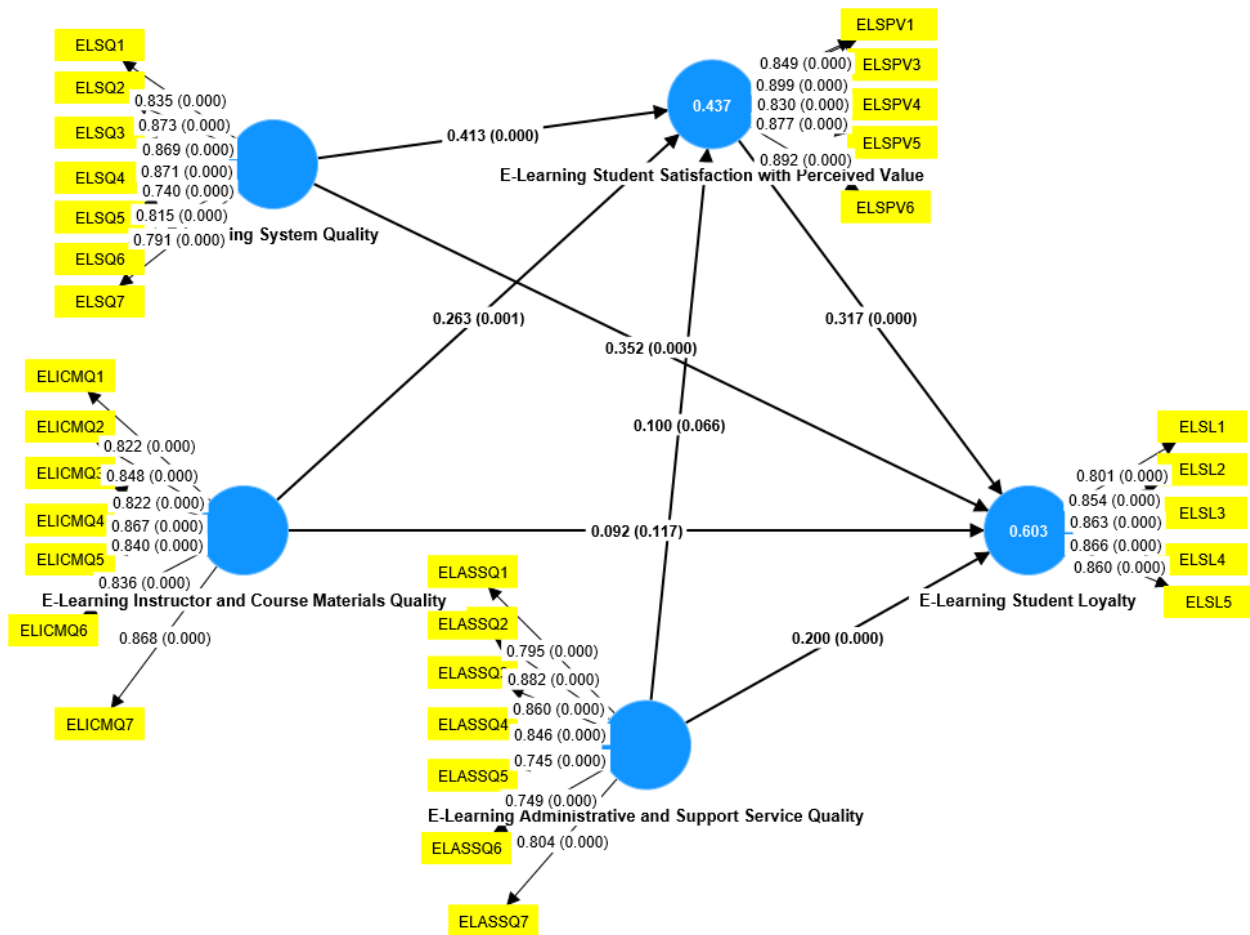 ELSQ1
ELSQ2
ELSQ3
ELSQ4
ELSQ5
ELSQ6
ELSQ7
0.835 (0.000)
0.873 (0.000)
0.869 (0.000)
0.871 (0.000)
0.740 (0.000)
0.815 (0.000)
0.791 (0.000)
ing System Quality
0.413 (0.000)
0.437
E-Learning Student Satisfaction with Perceived Value
ELSPV1
ELSPV3
ELSPV4
ELSPV5
ELSPV6
0.849 (0.000)
0.899 (0.000)
0.830 (0.000)
0.877 (0.000)
0.892 (0.000)
0.263 (0.001)
0.352 (0.000)
0.317 (0.000)
0.100 (0.066)
ELICMQ1
ELICMQ2
ELICMQ3
ELICMQ4
ELICMQ5
ELICMQ6
ELICMQ7
0.822 (0.000)
0.848 (0.000)
0.822 (0.000)
0.867 (0.000)
0.840 (0.000)
0.836 (0.000)
0.868 (0.000)
E-Learning Instructor and Course Materials Quality
0.092 (0.117)
0.603
E-Learning Student Loyalty
ELSL1
ELSL2
ELSL3
ELSL4
ELSL5
0.801 (0.000)
0.854 (0.000)
0.863 (0.000)
0.866 (0.000)
0.860 (0.000)
0.200 (0.000)
ELASSQ1
ELASSQ2
ELASSQ3
ELASSQ4
ELASSQ5
ELASSQ6
ELASSQ7
0.795 (0.000)
0.882 (0.000)
0.860 (0.000)
0.846 (0.000)
0.745 (0.000)
0.749 (0.000)
0.804 (0.000)
E-Learning Administrative and Support Service Quality